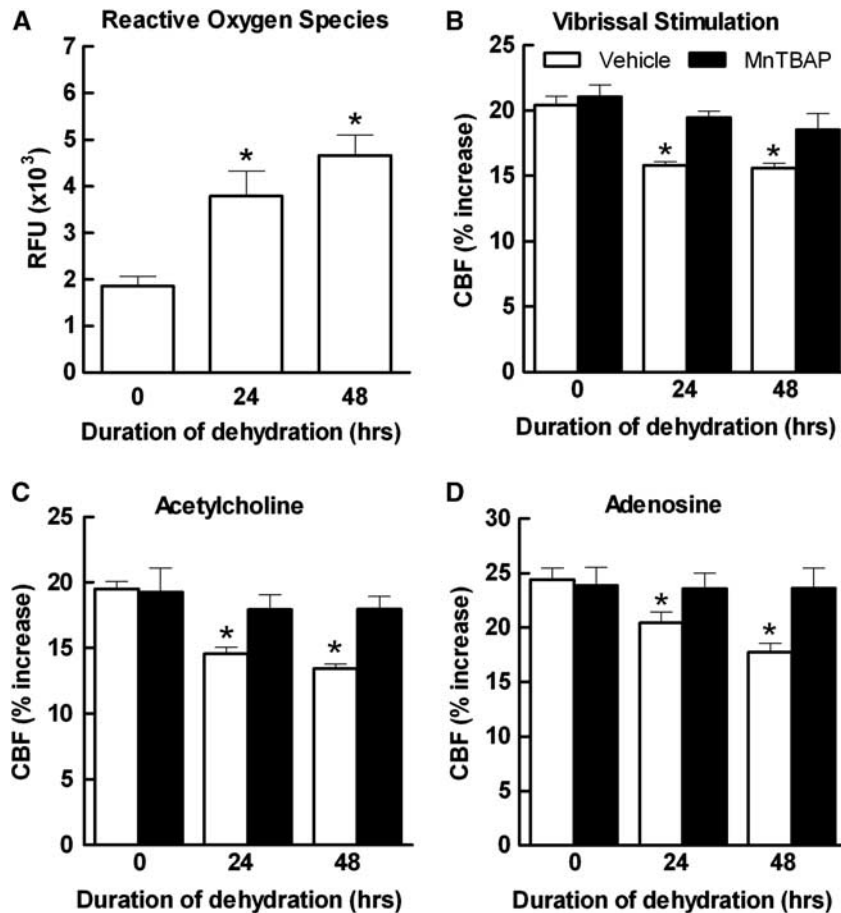 A
Reactive Oxygen Species
7
6
5
4
3
2
1
0
RFU (x10³)
*
*
0 24 48
Duration of dehydration (hrs)
B
Vibrissal Stimulation
Vehicle MnTBAP
25
20
15
10
5
0
CBF (% increase)
*
*
0 24 48
Duration of dehydration (hrs)
C
Acetylcholine
25
20
15
10
5
0
CBF (% increase)
*
*
0 24 48
Duration of dehydration (hrs)
D
Adenosine
30
25
20
15
10
5
0
CBF (% increase)
*
*
0 24 48
Duration of dehydration (hrs)